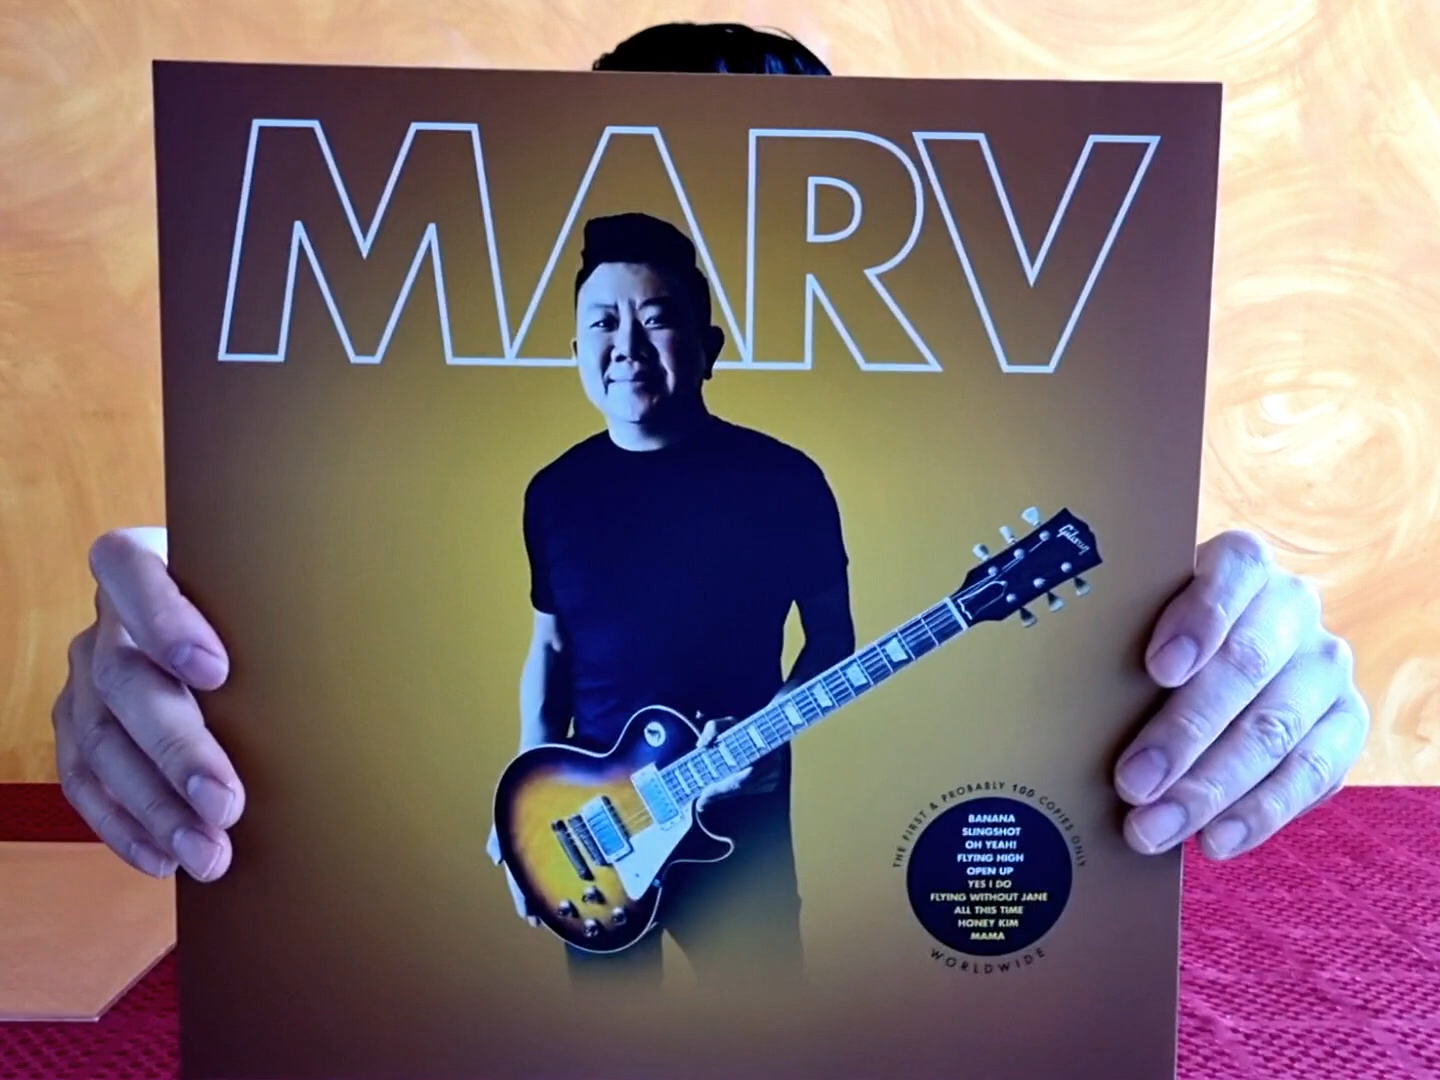 MARV
Gibson
THE FIRST & PROBABLY 100 COPIES ONLY
BANANA
SLINGSHOT
OH YEAH!
FLYING HIGH
OPEN UP
YES I DO
FLYING WITHOUT JANE
ALL THIS TIME
HONEY KIM
MAMA
WORLDWIDE